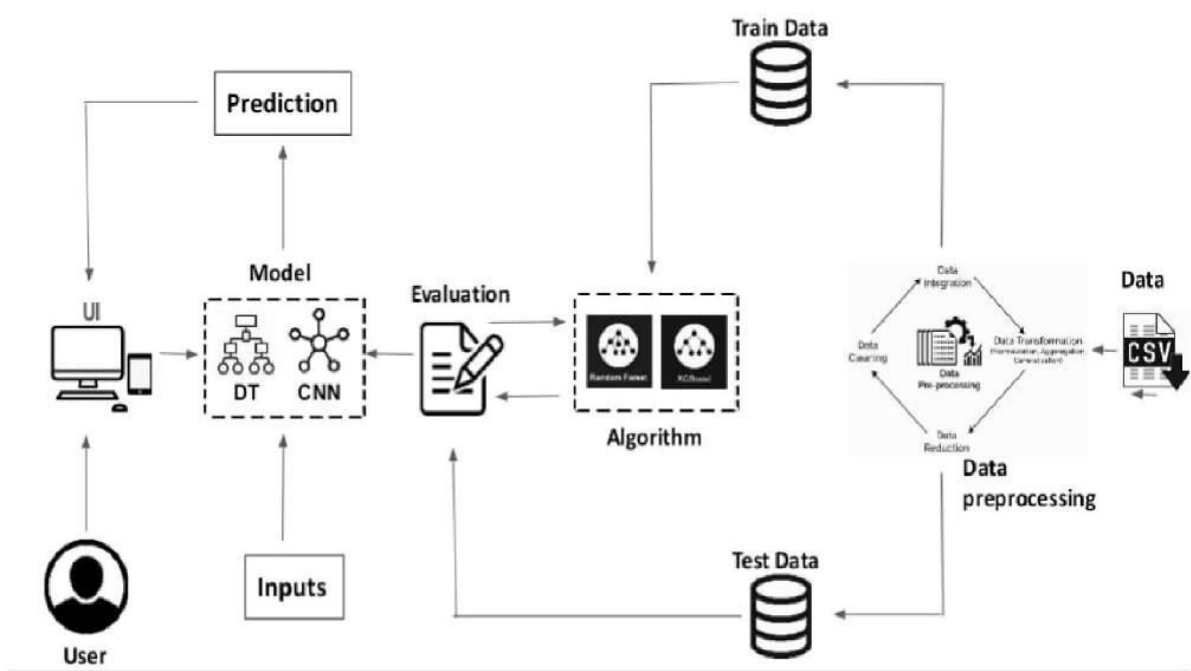 Train Data
Prediction
Model
Evaluation
Data
UI
DT
CNN
Random Forest
XGBoost
Algorithm
Data
Integration
Data
Cleaning
Data
Pre-processing
Data Transformation
Data
Reduction
CSV
Data
preprocessing
Inputs
Test Data
User